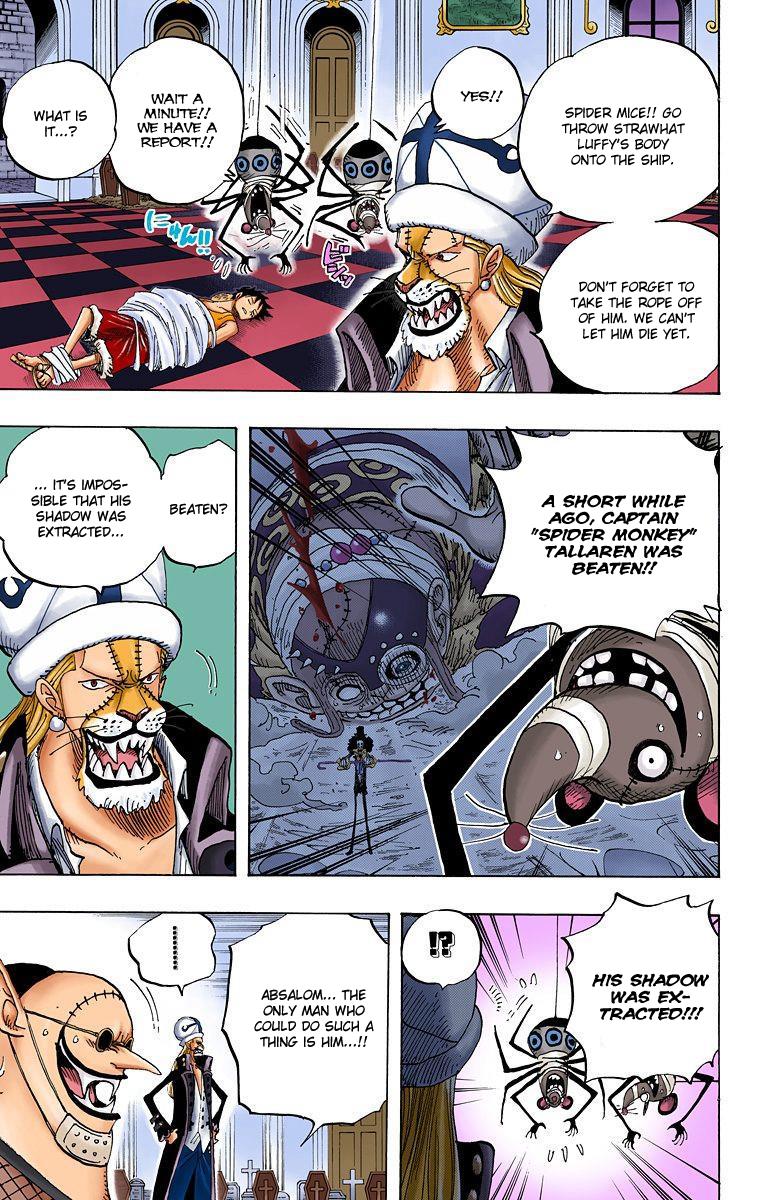 SPIDER MICE!! GO
THROW STRAWHAT
LUFFY'S BODY
ONTO THE SHIP.
DON'T FORGET TO
TAKE THE ROPE OFF
OF HIM. WE CAN'T
LET HIM DIE YET.
YES!!
WAIT A
MINUTE!!
WE HAVE A
REPORT!!
WHAT IS
IT...?
A SHORT WHILE
AGO, CAPTAIN
"SPIDER MONKEY"
TALLAREN WAS
BEATEN!!
BEATEN?
... IT'S IMPOS-
SIBLE THAT HIS
SHADOW WAS
EXTRACTED...
HIS SHADOW
WAS EX-
TRACTED!!!
!?
ABSALOM... THE
ONLY MAN WHO
COULD DO SUCH A
THING IS HIM...!!
..........